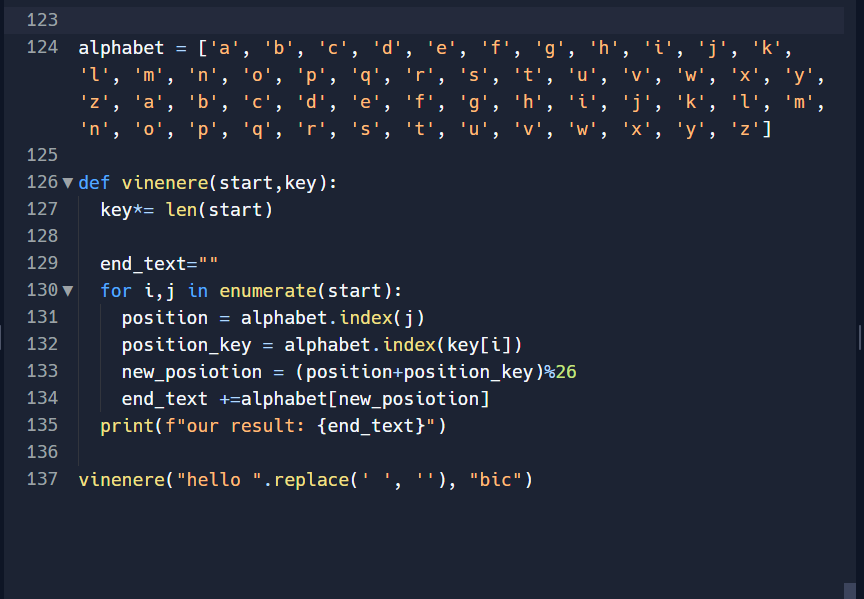 123
124 alphabet = ['a', 'b', 'c', 'd', 'e', 'f', 'g', 'h', 'i', 'j', 'k',
'l', 'm', 'n', 'o', 'p', 'q', 'r', 's', 't', 'u', 'v', 'w', 'x', 'y',
'z', 'a', 'b', 'c', 'd', 'e', 'f', 'g', 'h', 'i', 'j', 'k', 'l', 'm',
'n', 'o', 'p', 'q', 'r', 's', 't', 'u', 'v', 'w', 'x', 'y', 'z']
125
126 def vinenere(start,key):
127   key*= len(start)
128
129   end_text=""
130   for i,j in enumerate(start):
131     position = alphabet.index(j)
132     position_key = alphabet.index(key[i])
133     new_posiotion = (position+position_key)%26
134     end_text +=alphabet[new_posiotion]
135   print(f"our result: {end_text}")
136
137 vinenere("hello ".replace(' ', ''), "bic")